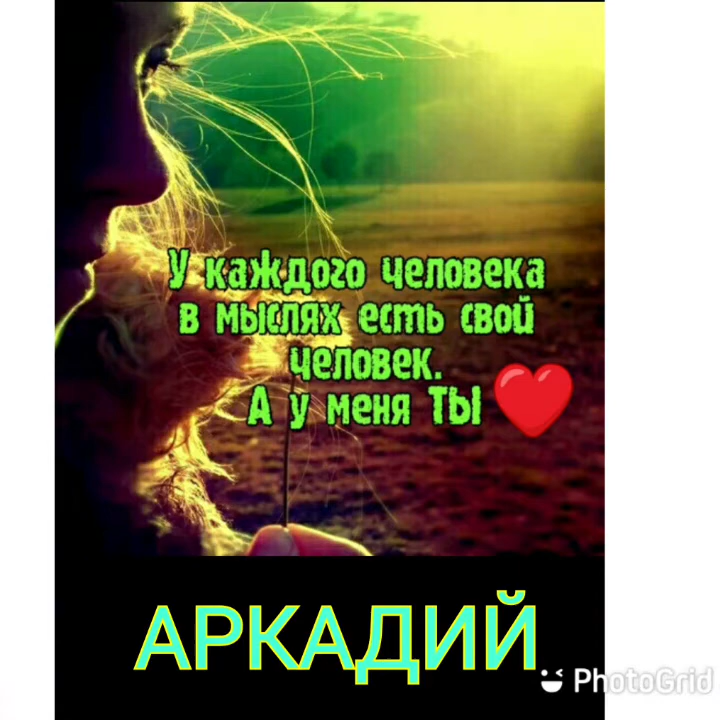 У каждого человека
в мыслях есть свой
человек.
А у меня ТЫ
АРКАДИЙ
PhotoGrid